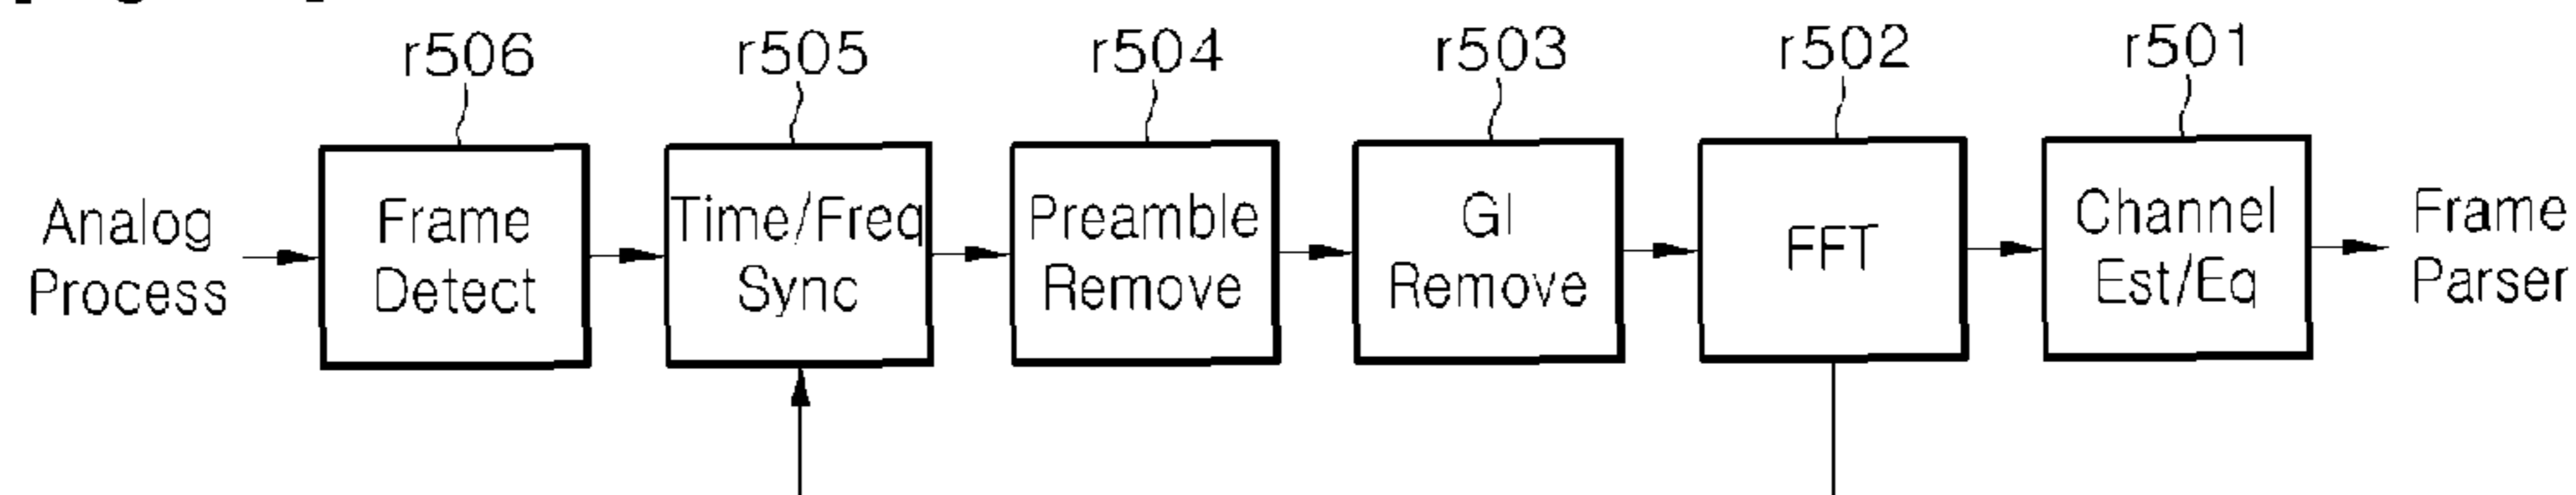 r506
r505
r504
r503
r502
r501
Analog
Process
Frame
Detect
Time/Freq
Sync
Preamble
Remove
GI
Remove
FFT
Channel
Est/Eq
Frame
Parser